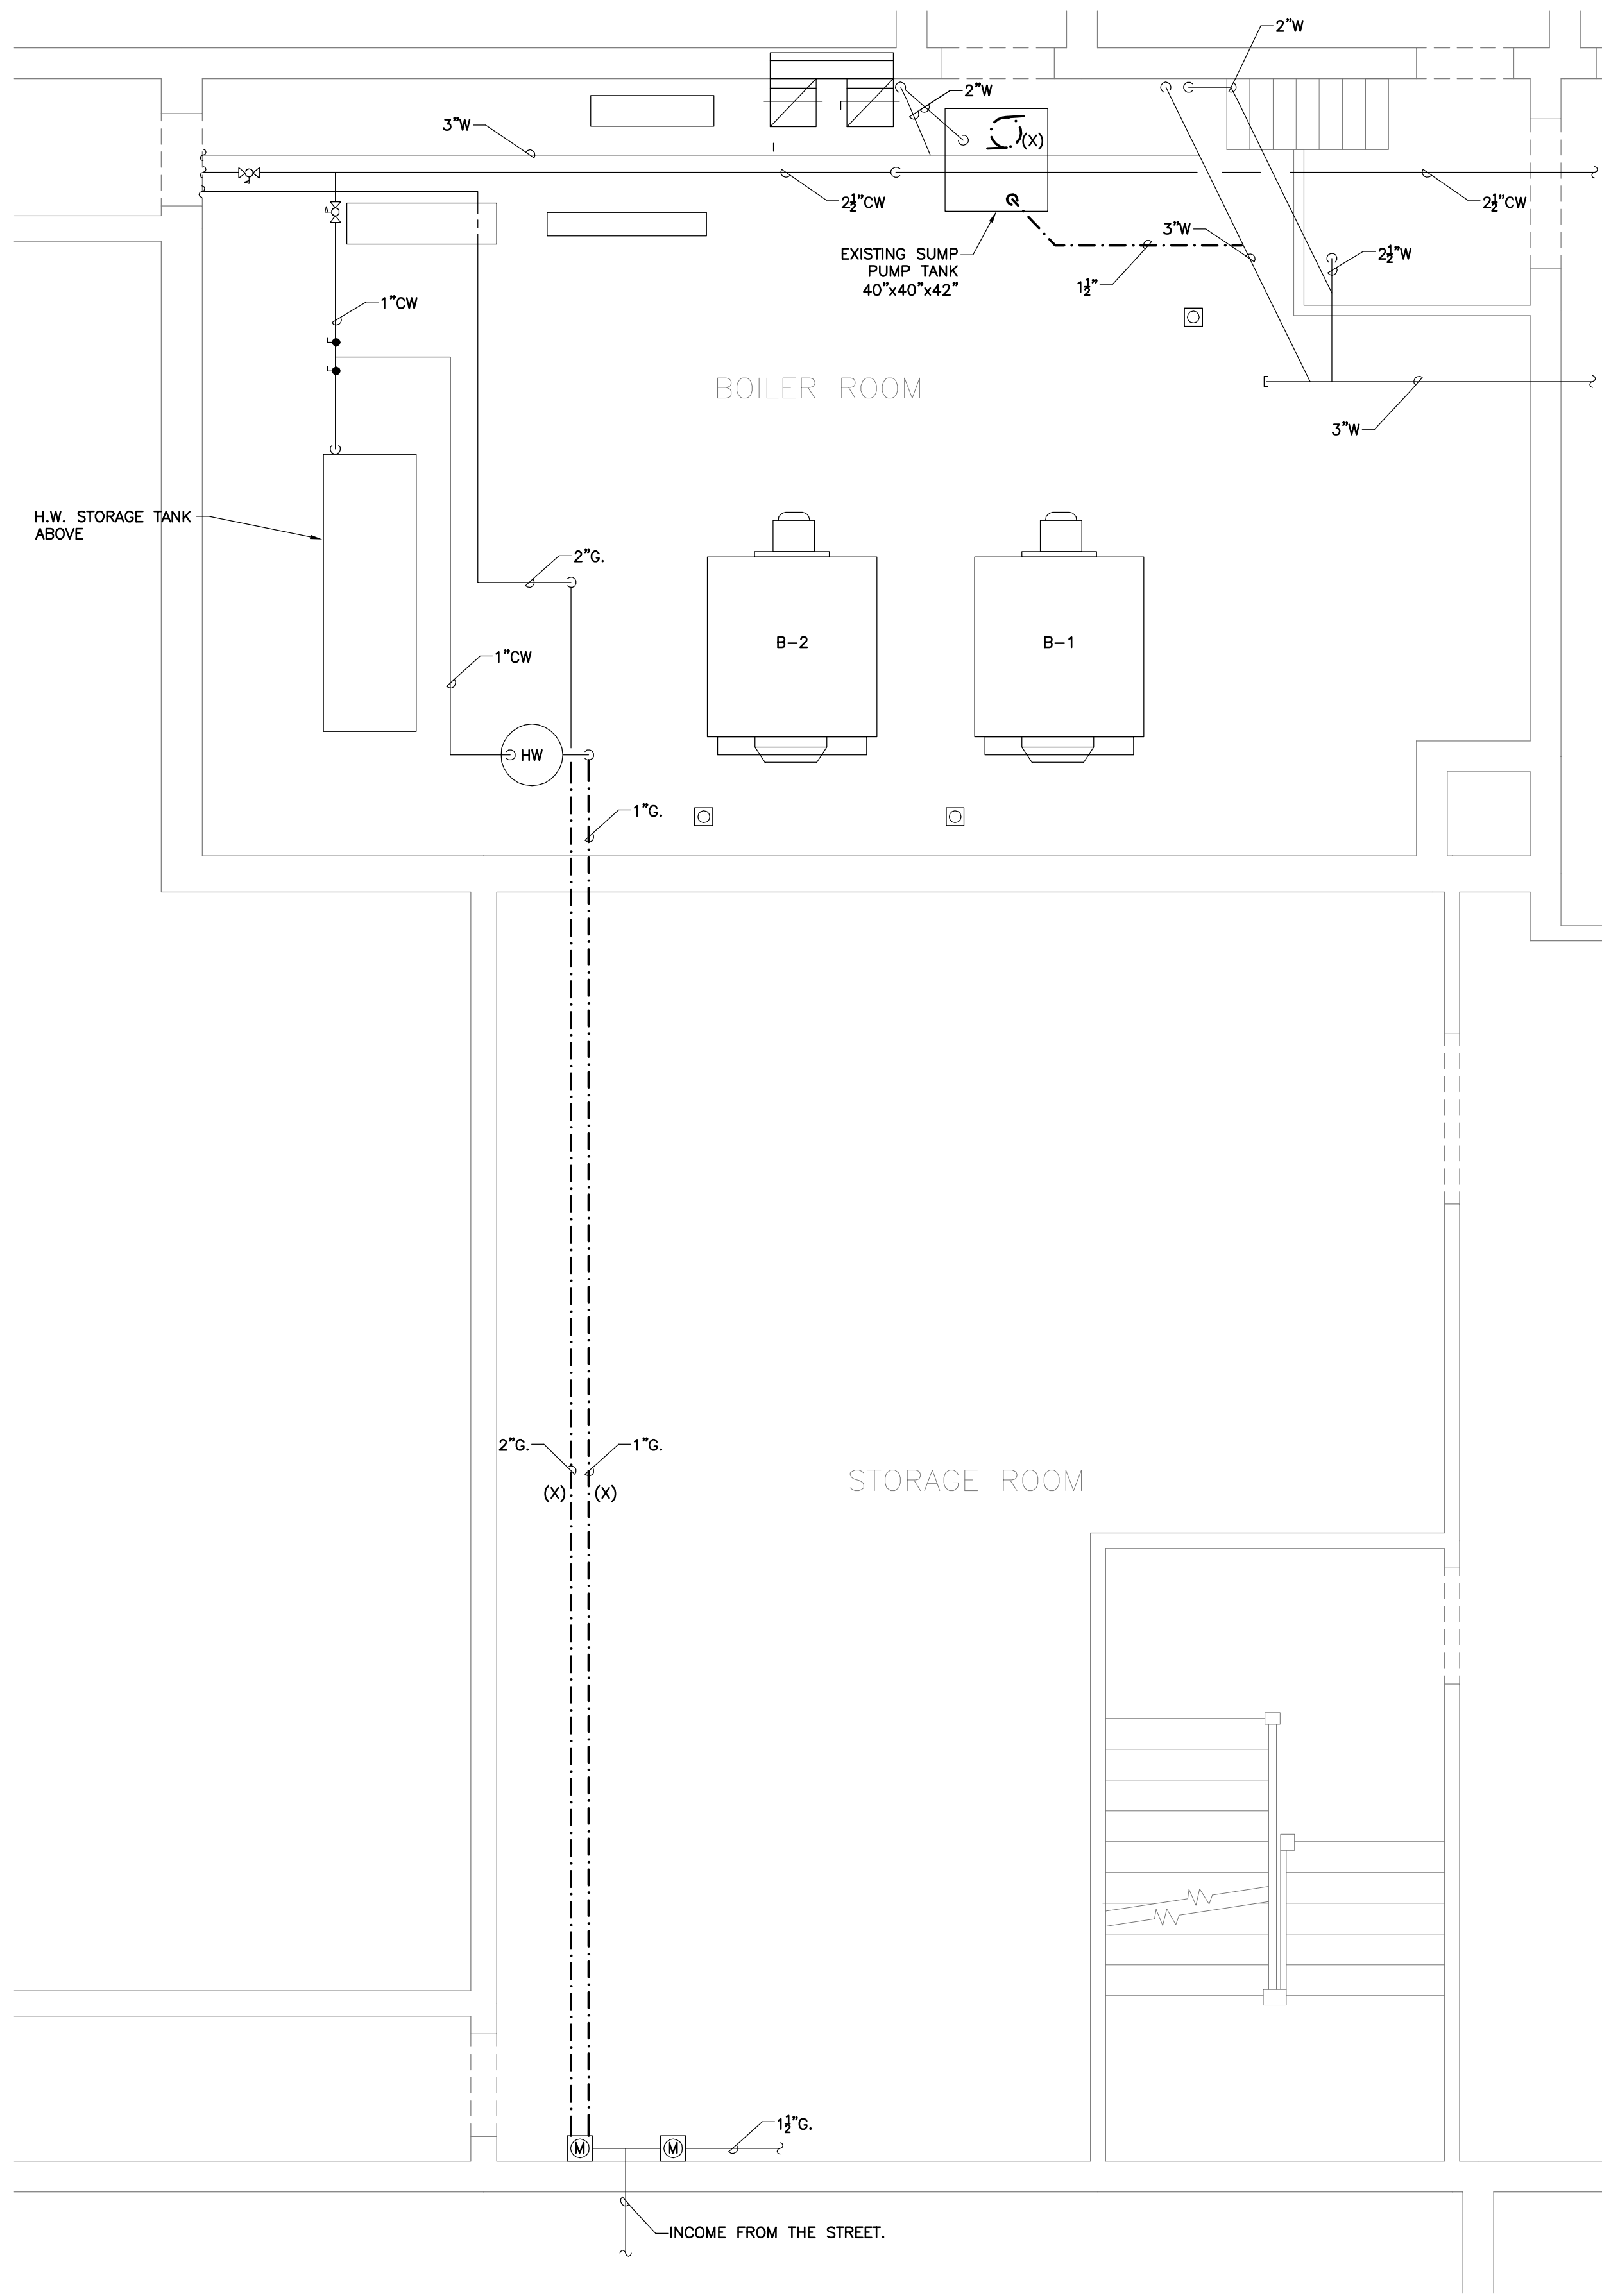 2"W
2"W
3"W
(X)
2½"CW
2½"CW
3"W
EXISTING SUMP
PUMP TANK
40"x40"x42"
1½"
2½"W
1"CW
BOILER ROOM
3"W
H.W. STORAGE TANK
ABOVE
2"G.
B-2
B-1
1"CW
HW
1"G.
2"G.
1"G.
(X)
(X)
STORAGE ROOM
1½"G.
M
M
INCOME FROM THE STREET.